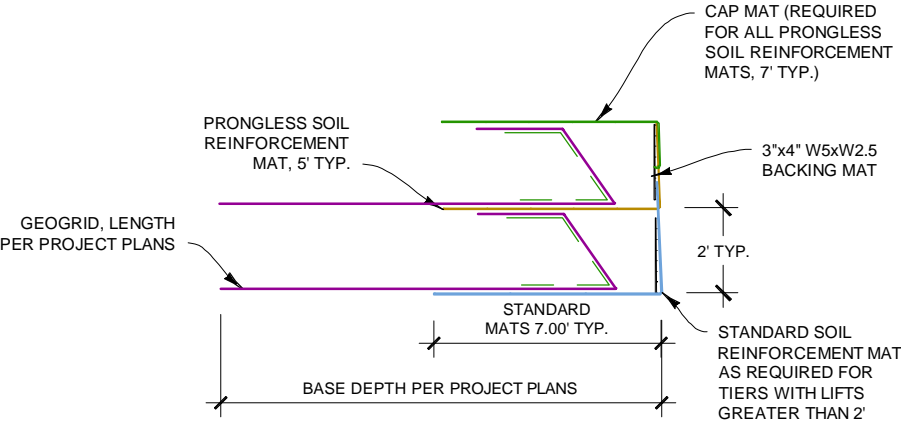 CAP MAT (REQUIRED
FOR ALL PRONGLESS
SOIL REINFORCEMENT
MATS, 7' TYP.)
PRONGLESS SOIL
REINFORCEMENT
MAT, 5' TYP.
3"x4" W5xW2.5
BACKING MAT
GEOGRID, LENGTH
PER PROJECT PLANS
2' TYP.
STANDARD
MATS 7.00' TYP.
STANDARD SOIL
REINFORCEMENT MAT
AS REQUIRED FOR
TIERS WITH LIFTS
GREATER THAN 2'
BASE DEPTH PER PROJECT PLANS